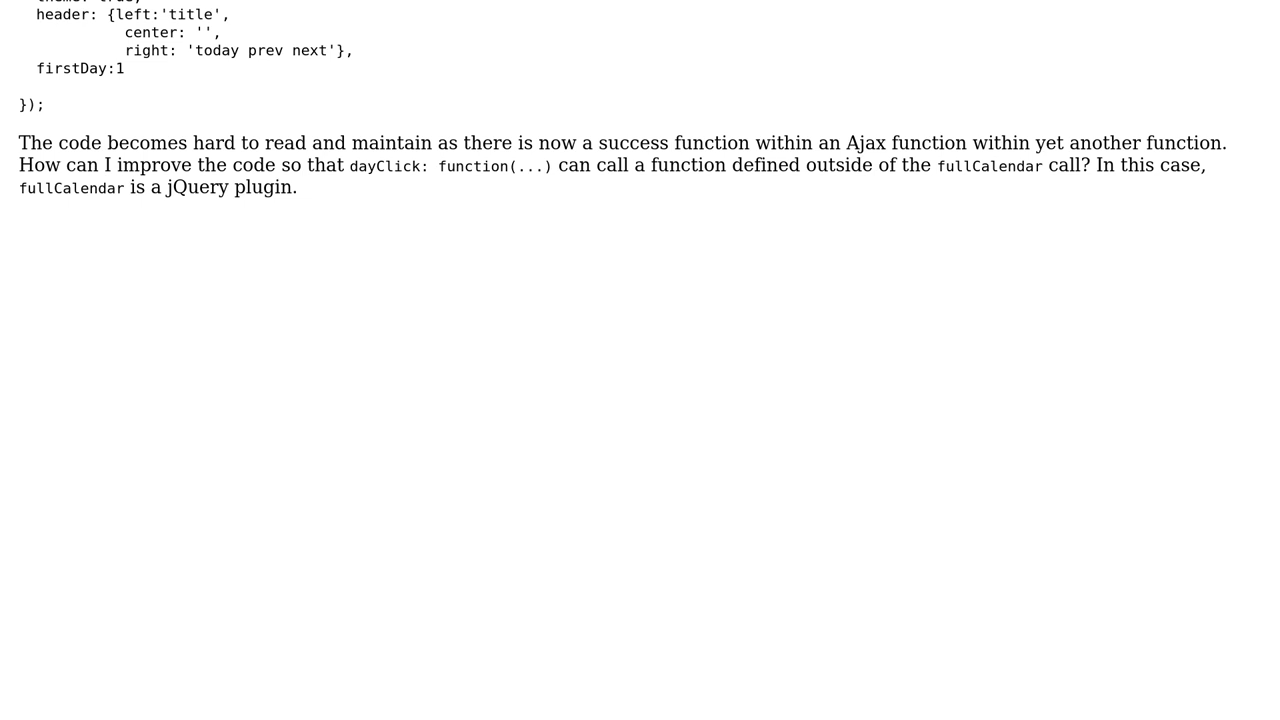 header: {left:'title',
center: '',
right: 'today prev next'},
firstDay:1
});
The code becomes hard to read and maintain as there is now a success function within an Ajax function within yet another function.
How can I improve the code so that dayClick: function(...) can call a function defined outside of the fullCalendar call? In this case,
fullCalendar is a jQuery plugin.